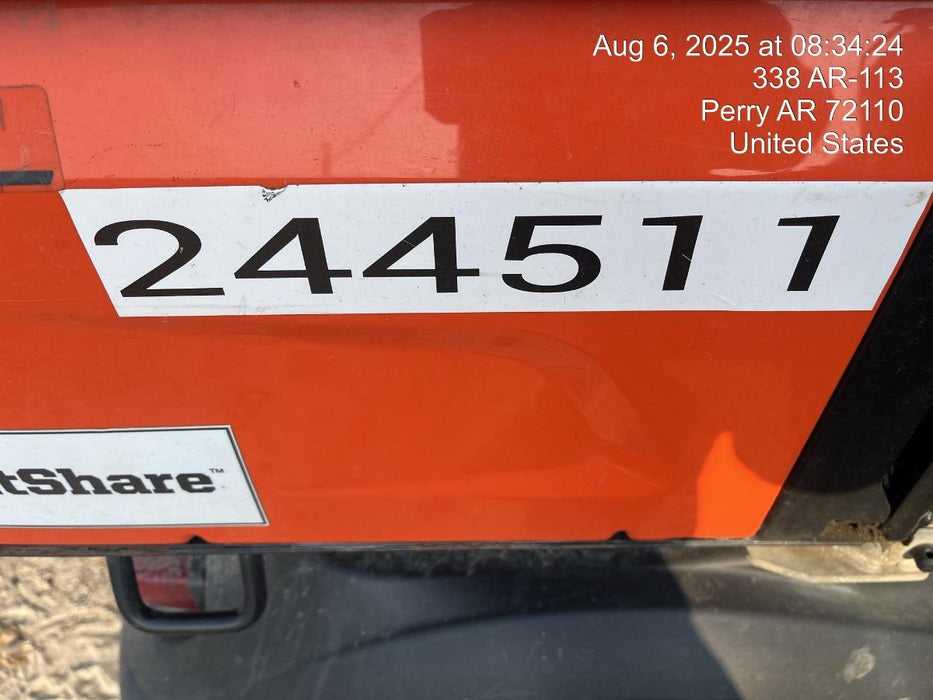 Aug 6, 2025 at 08:34:24
338 AR-113
Perry AR 72110
United States
244511
tShare™